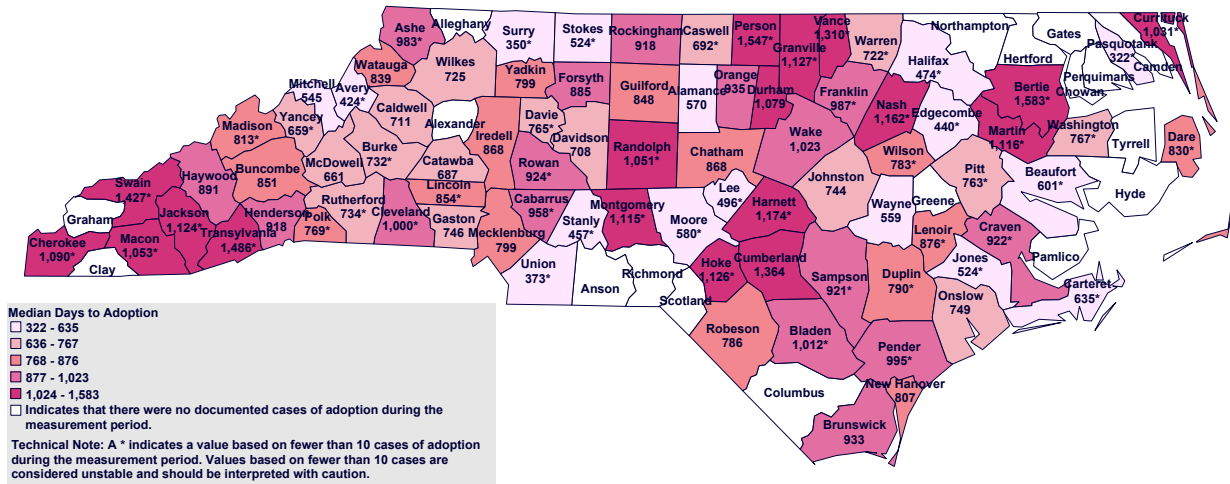 Ashe
983*
Alleghany
Surry
350*
Stokes
524*
Rockingham
918
Caswell
692*
Person
1,547*
Granville
1,127*
Vance
1,310*
Warren
722*
Northampton
Halifax
474*
Hertford
Gates
Pasquotank
322*
Currituck
1,031*
Camden
Perquimans
Chowan
Bertie
1,583*
Watauga
839
Wilkes
725
Yadkin
799
Forsyth
885
Guilford
848
Alamance
570
Orange
935
Durham
1,079
Franklin
987*
Nash
1,162*
Edgecombe
440*
Martin
1,116*
Washington
767*
Tyrrell
Dare
830*
Mitchell
545
Avery
424*
Caldwell
711
Alexander
Iredell
868
Davie
765*
Davidson
708
Randolph
1,051*
Chatham
868
Wake
1,023
Wilson
783*
Pitt
763*
Beaufort
601*
Hyde
Madison
813*
Yancey
659*
McDowell
661
Burke
732*
Catawba
687
Rowan
924*
Johnston
744
Wayne
559
Greene
Lenoir
876*
Craven
922*
Pamlico
Swain
1,427*
Haywood
891
Buncombe
851
Rutherford
734*
Lincoln
854*
Cleveland
1,000*
Gaston
746
Cabarrus
958*
Stanly
457*
Montgomery
1,115*
Moore
580*
Lee
496*
Harnett
1,174*
Graham
Jackson
1,124*
Henderson
918
Polk
769*
Mecklenburg
799
Cherokee
1,090*
Macon
1,053*
Transylvania
1,486*
Clay
Union
373*
Anson
Richmond
Scotland
Hoke
1,126*
Cumberland
1,364
Sampson
921*
Duplin
790*
Jones
524*
Carteret
635*
Onslow
749
Robeson
786
Bladen
1,012*
Pender
995*
New Hanover
807
Columbus
Brunswick
933
Median Days to Adoption
322 - 635
636 - 767
768 - 876
877 - 1,023
1,024 - 1,583
Indicates that there were no documented cases of adoption during the
measurement period.
Technical Note: A * indicates a value based on fewer than 10 cases of adoption
during the measurement period. Values based on fewer than 10 cases are
considered unstable and should be interpreted with caution.